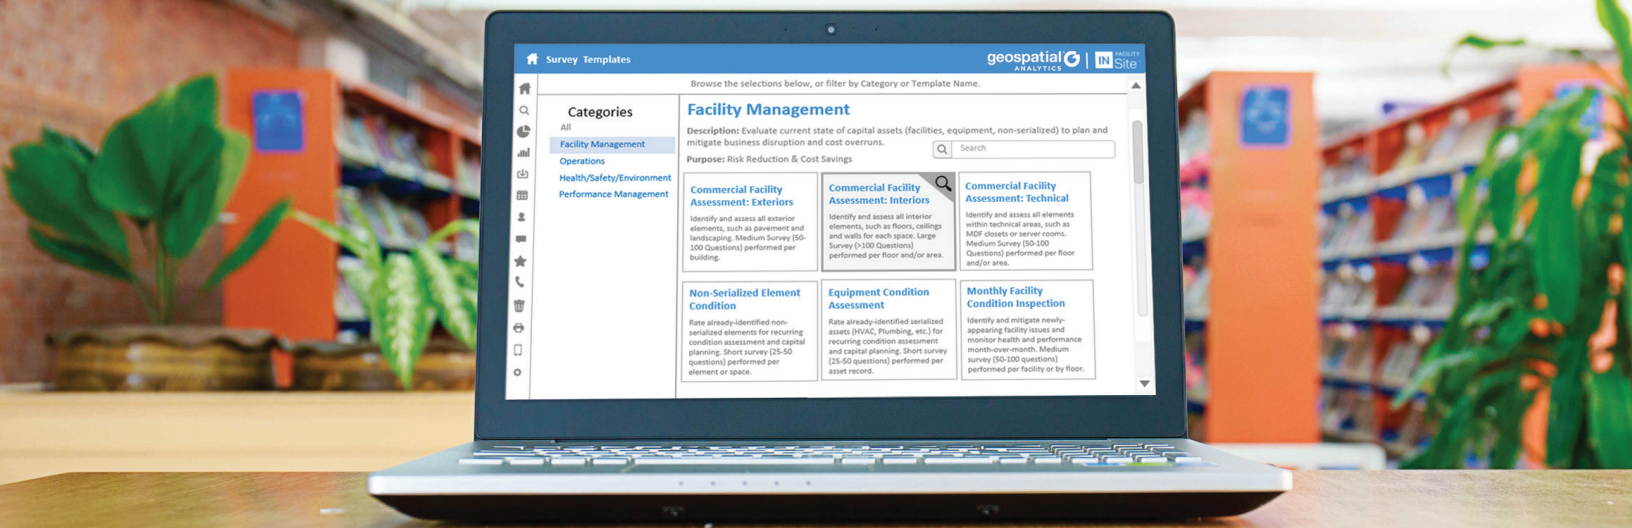 Survey Templates
geospatial
ANALYTICS
IN FACILITY
Site
Browse the selections below, or filter by Category or Template Name.
Categories
All
Facility Management
Operations
Health/Safety/Environment
Performance Management
Facility Management
Description: Evaluate current state of capital assets (facilities, equipment, non-serialized) to plan and
mitigate business disruption and cost overruns.
Search
Purpose: Risk Reduction & Cost Savings
Commercial Facility
Assessment: Exteriors
Identify and assess all exterior
elements, such as pavement and
landscaping. Medium Survey (50-
100 Questions) performed per
building.
Commercial Facility
Assessment: Interiors
Identify and assess all interior
elements, such as floors, ceilings
and walls for each space. Large
Survey (>100 Questions)
performed per floor and/or area.
Commercial Facility
Assessment: Technical
Identify and assess all elements
within technical areas, such as
MDF closets or server rooms.
Medium Survey (50-100
Questions) performed per floor
and/or area.
Non-Serialized Element
Condition
Rate already-identified non-
serialized elements for recurring
condition assessment and capital
planning. Short survey (25-50
questions) performed per
element or space.
Equipment Condition
Assessment
Rate already-identified serialized
assets (HVAC, Plumbing, etc.) for
recurring condition assessment
and capital planning. Short survey
(25-50 questions) performed per
asset record.
Monthly Facility
Condition Inspection
Identify and mitigate newly-
appearing facility issues and
monitor health and performance
month-over-month. Medium
survey (50-100 questions)
performed per facility or by floor.